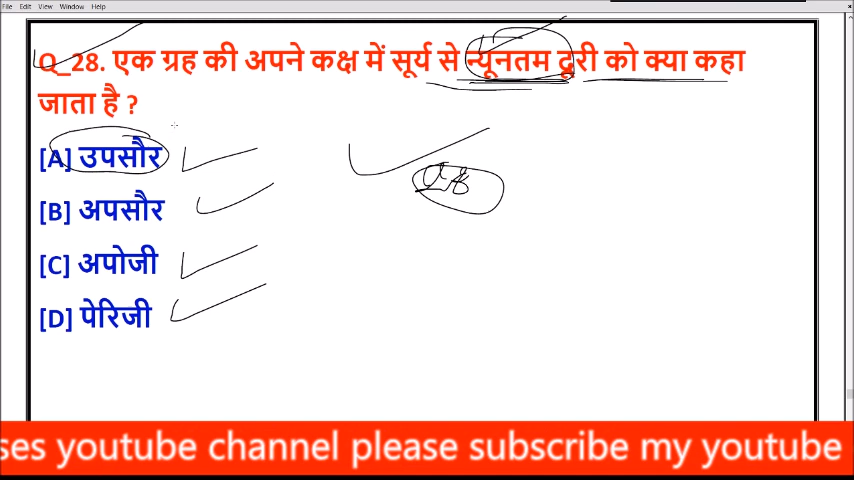 File Edit View Window Help
Q_28. एक ग्रह की अपने कक्ष में सूर्य से न्यूनतम दूरी को क्या कहा
जाता है ?
[A] उपसौर
[B] अपसौर
[C] अपोजी
[D] पेरिजी
ses youtube channel please subscribe my youtube